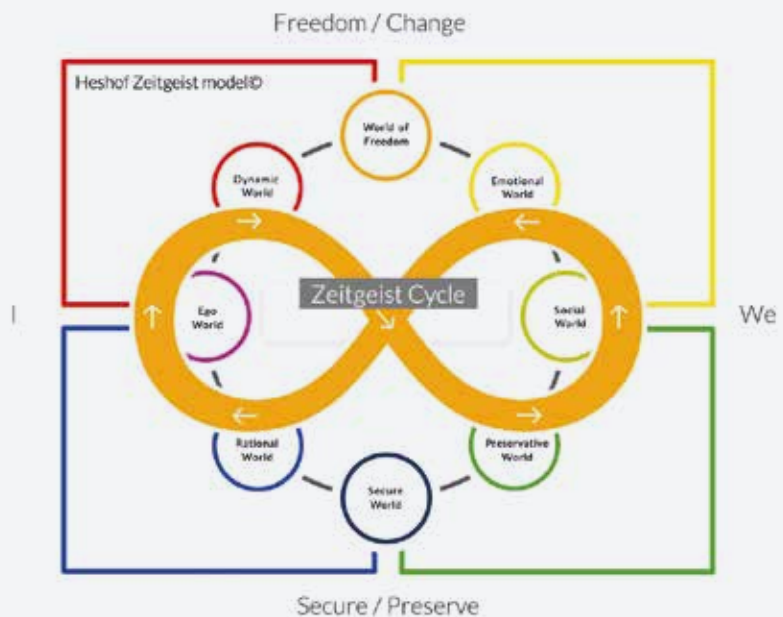 Freedom / Change
Heshof Zeitgeist model©
World of
Freedom
Dynamic
World
Emotional
World
Zeitgeist Cycle
I
Ego
World
Social
World
We
Rational
World
Preservative
World
Secure
World
Secure / Preserve